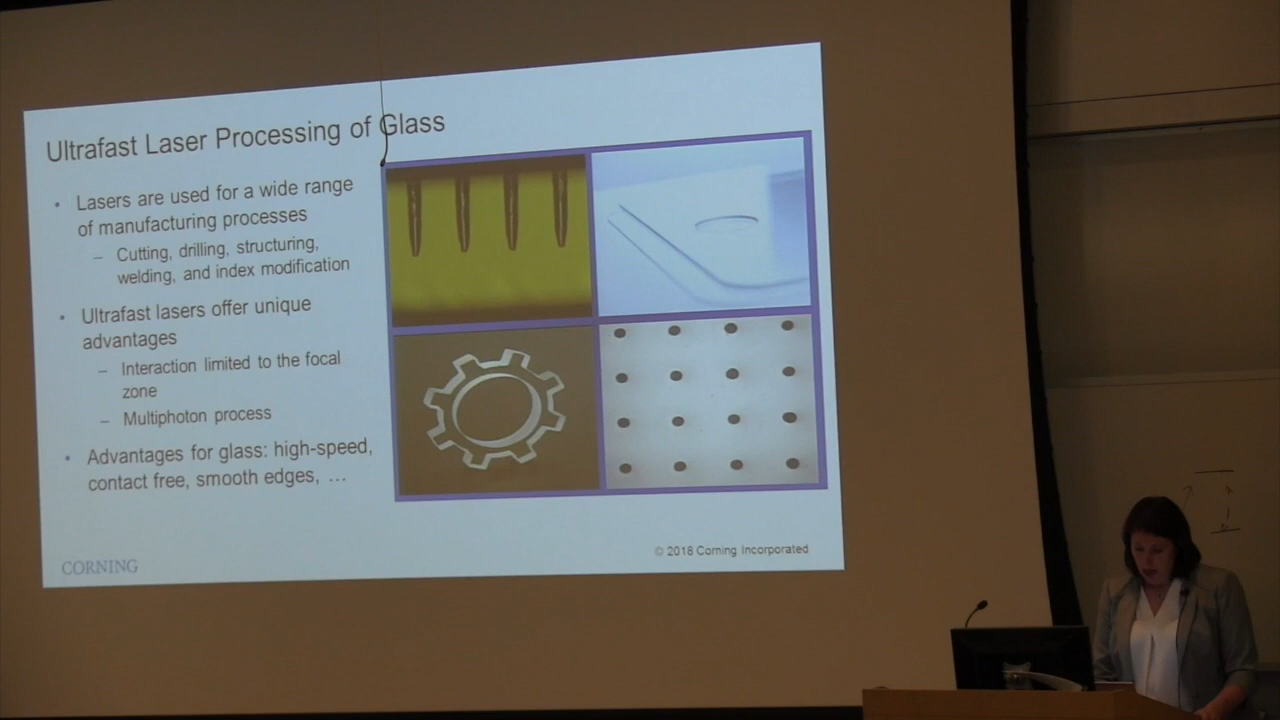 Ultrafast Laser Processing of Glass
• Lasers are used for a wide range
of manufacturing processes
– Cutting, drilling, structuring,
welding, and index modification
• Ultrafast lasers offer unique
advantages
– Interaction limited to the focal
zone
– Multiphoton process
• Advantages for glass: high-speed,
contact free, smooth edges, …
CORNING
© 2018 Corning Incorporated